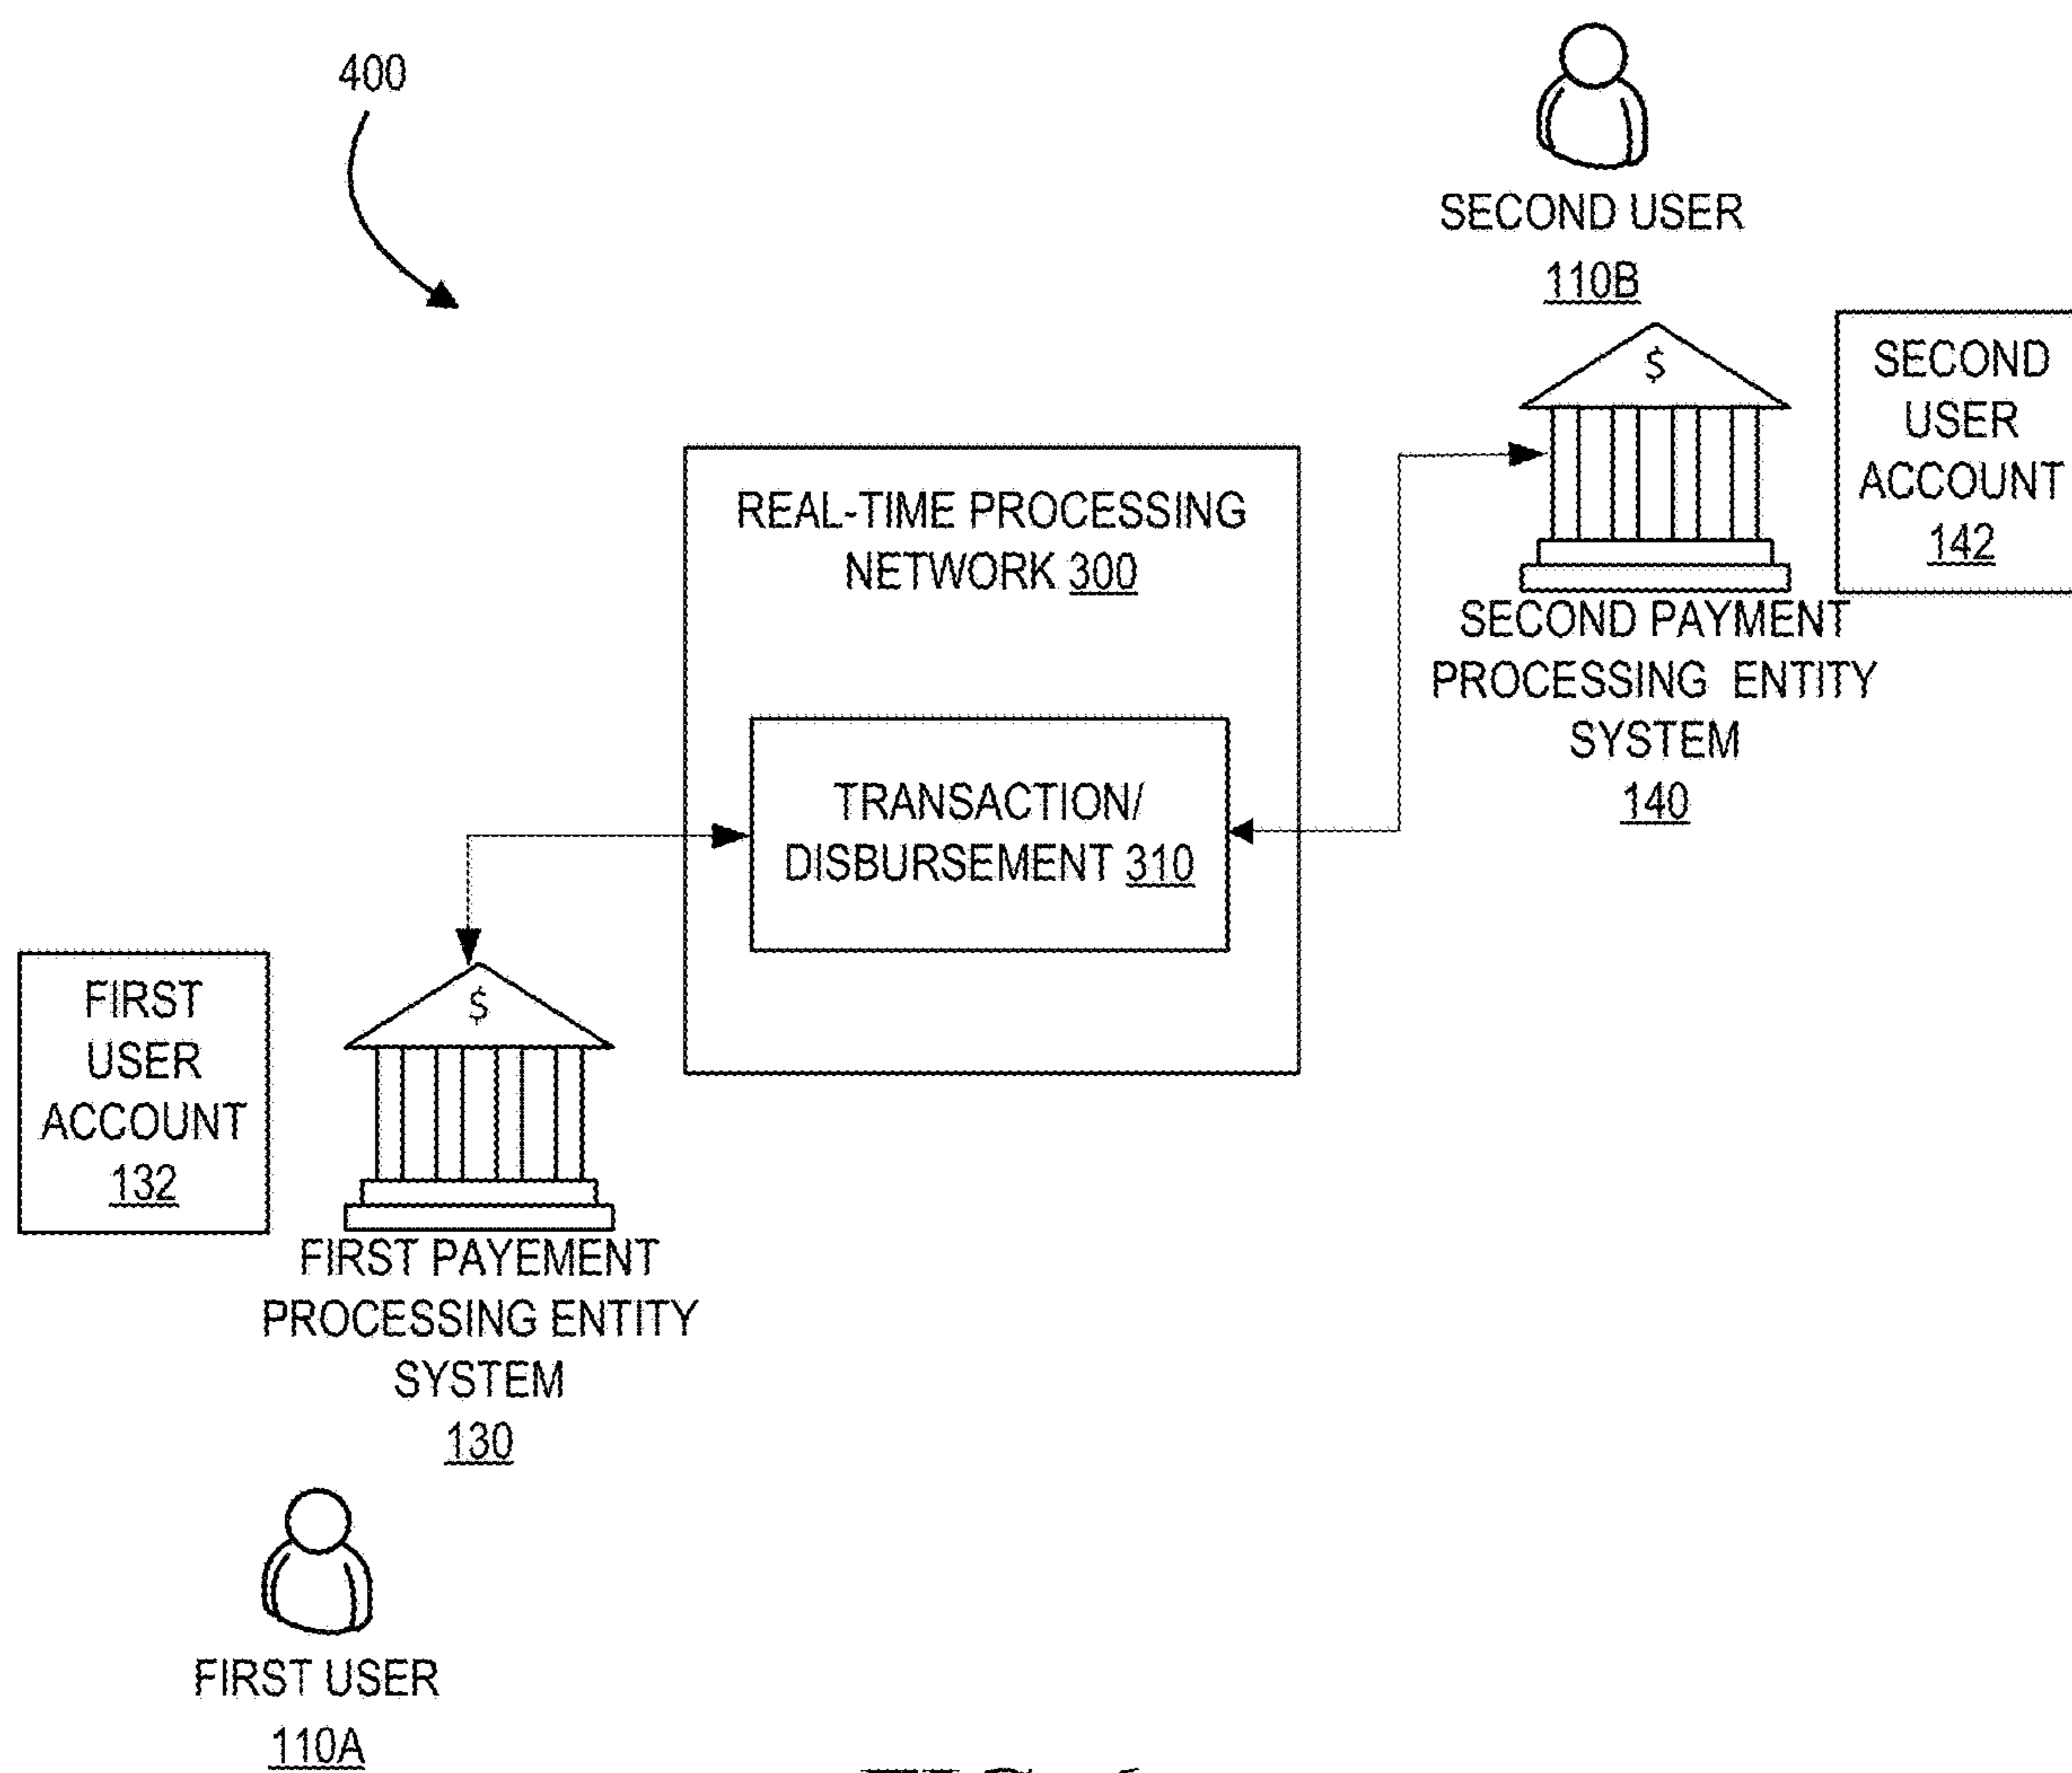 400
SECOND USER
110B
$
SECOND
USER
ACCOUNT
142
SECOND PAYMENT
PROCESSING ENTITY
SYSTEM
140
REAL-TIME PROCESSING
NETWORK 300
TRANSACTION/
DISBURSEMENT 310
FIRST
USER
ACCOUNT
132
$
FIRST PAYEMENT
PROCESSING ENTITY
SYSTEM
130
FIRST USER
110A